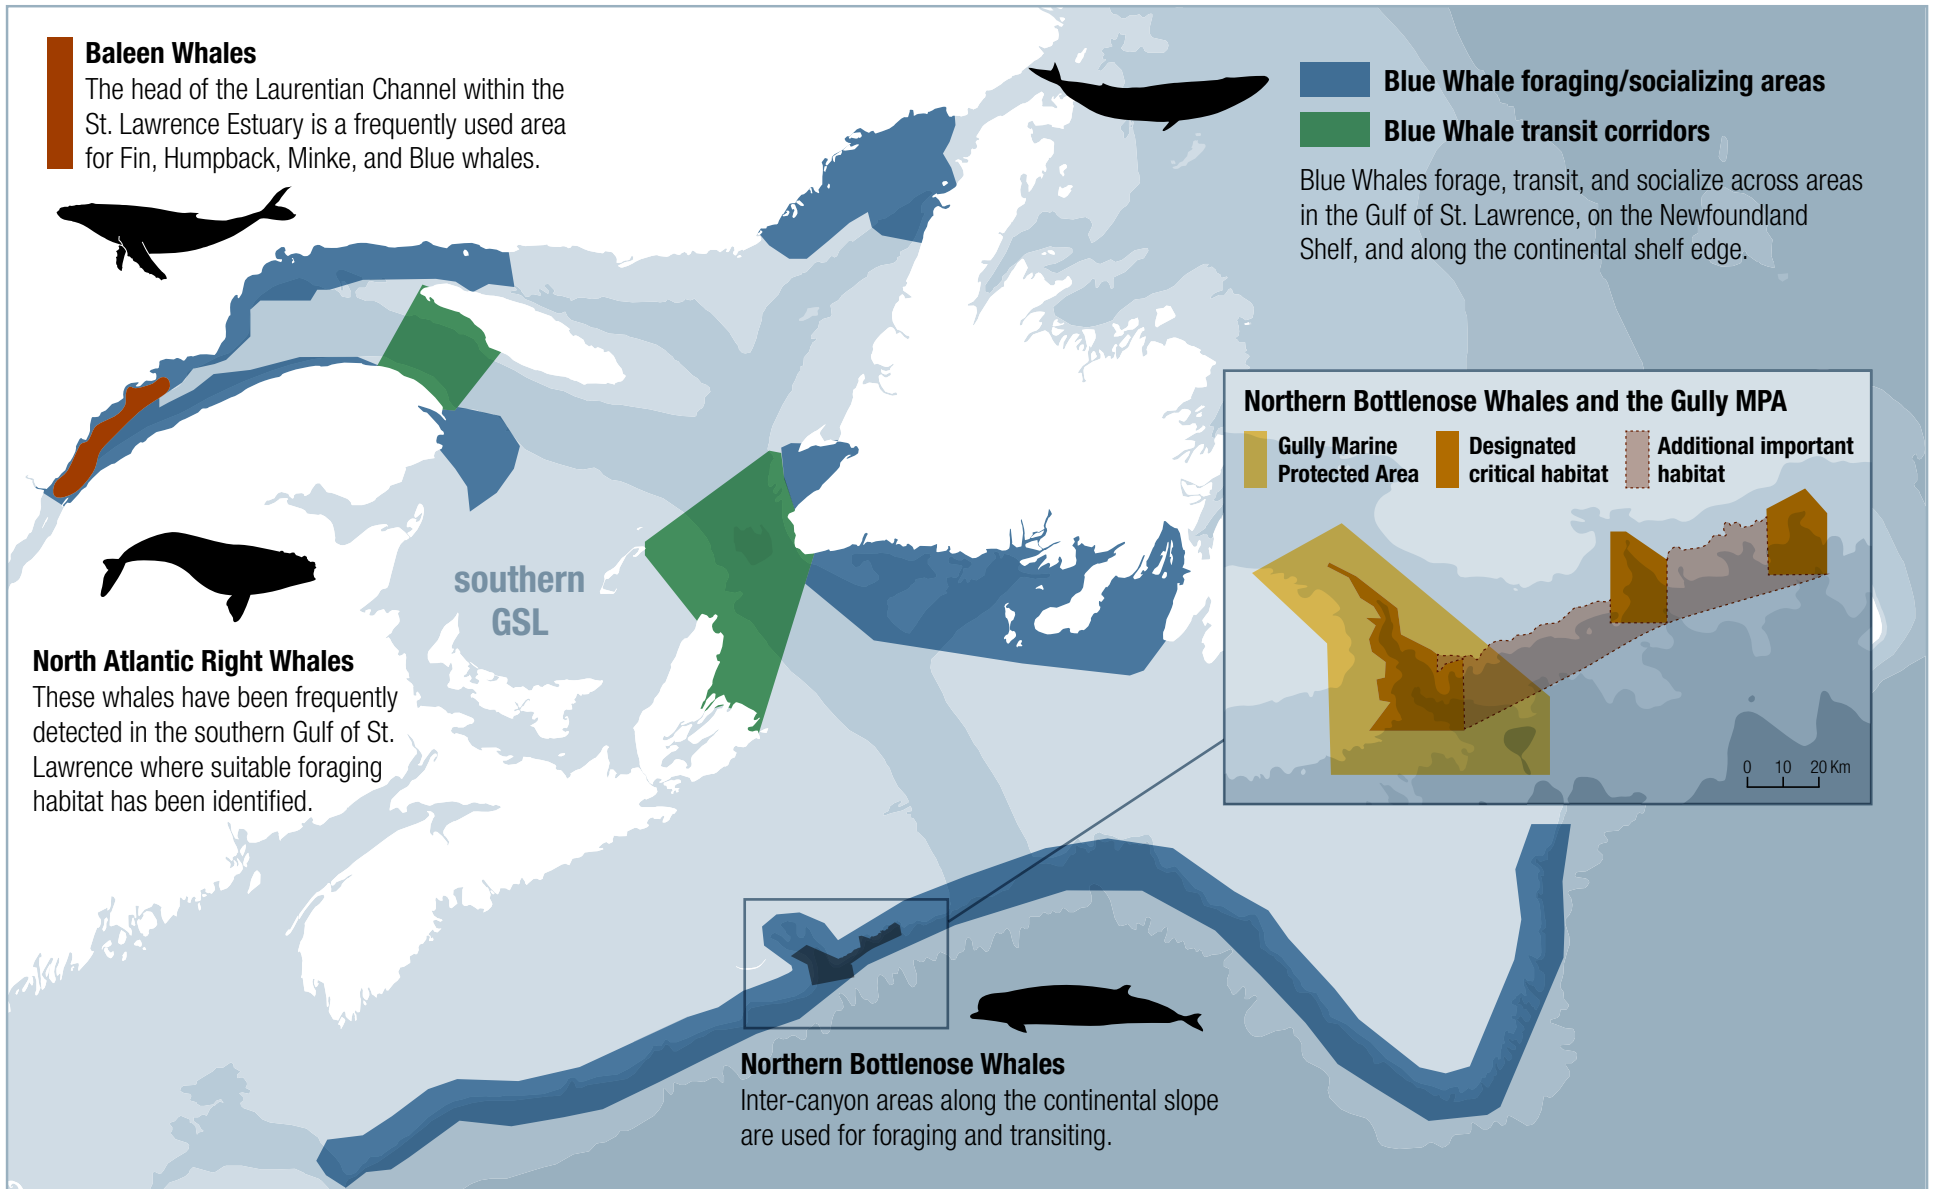 Baleen Whales
The head of the Laurentian Channel within the
St. Lawrence Estuary is a frequently used area
for Fin, Humpback, Minke, and Blue whales.
Blue Whale foraging/socializing areas
Blue Whale transit corridors
Blue Whales forage, transit, and socialize across areas
in the Gulf of St. Lawrence, on the Newfoundland
Shelf, and along the continental shelf edge.
Northern Bottlenose Whales and the Gully MPA
Gully Marine
Protected Area
Designated
critical habitat
Additional important
habitat
0 10 20 Km
southern
GSL
North Atlantic Right Whales
These whales have been frequently
detected in the southern Gulf of St.
Lawrence where suitable foraging
habitat has been identified.
Northern Bottlenose Whales
Inter-canyon areas along the continental slope
are used for foraging and transiting.